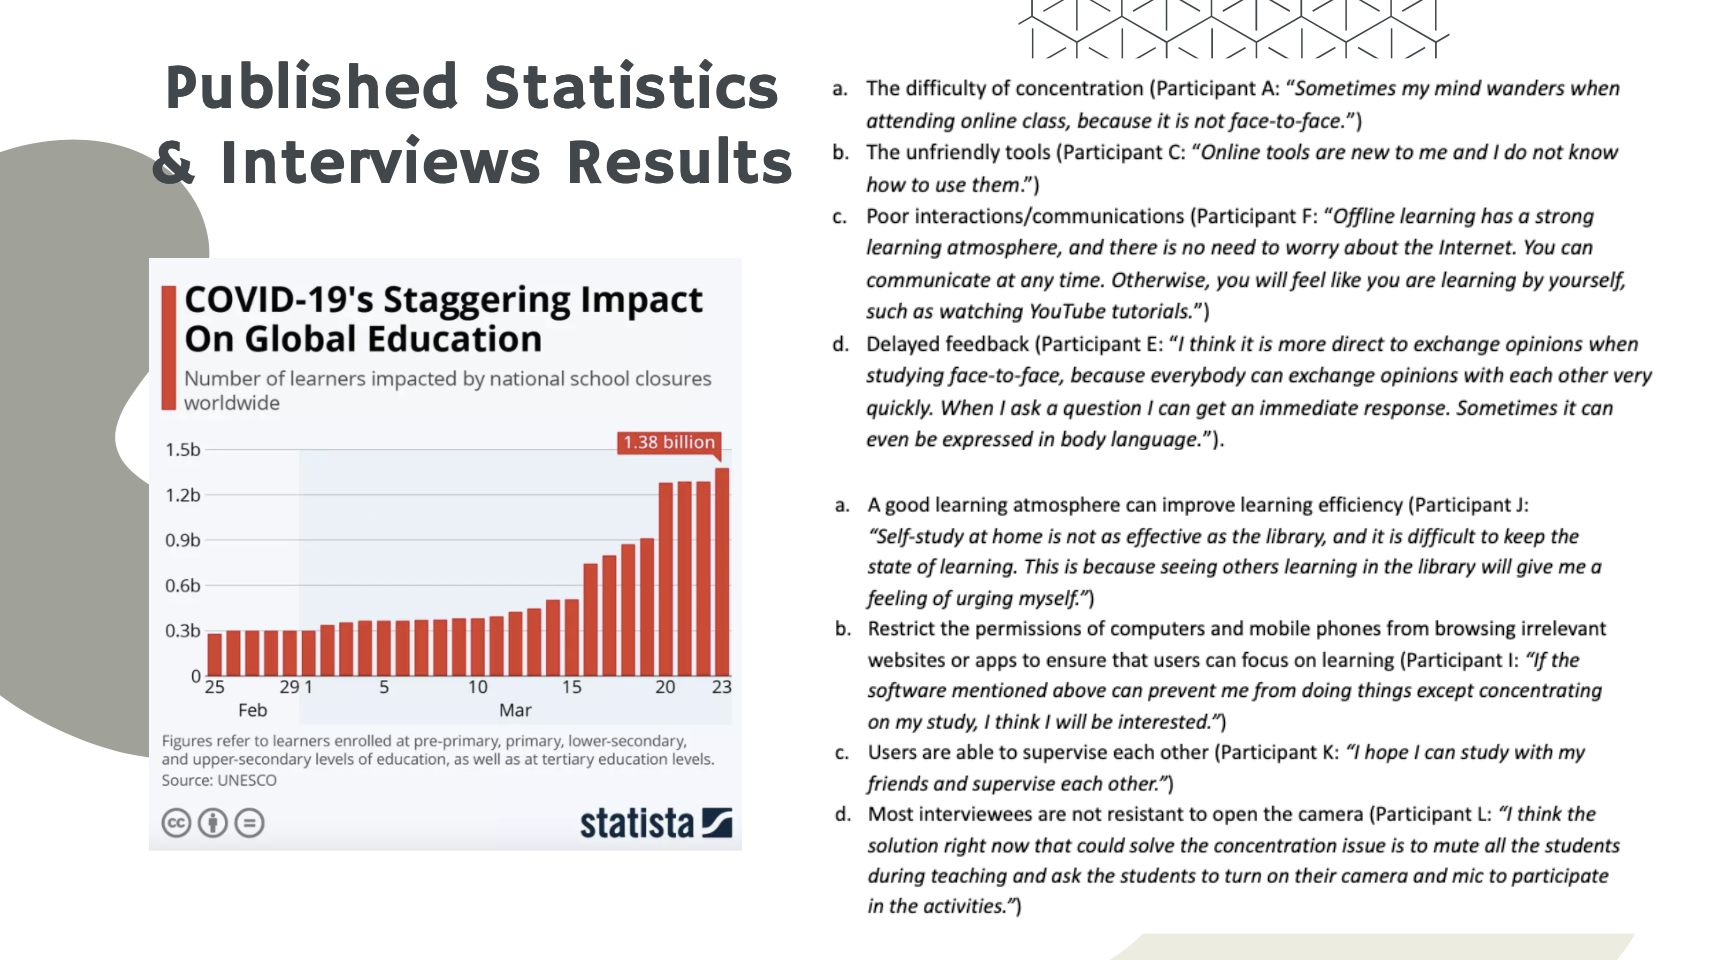 Published Statistics
& Interviews Results
COVID-19's Staggering Impact
On Global Education
Number of learners impacted by national school closures
worldwide
1.38 billion
1.5b
1.2b
0.9b
0.6b
0.3b
0
25 29 1 5 10 15 20 23
Feb Mar
Figures refer to learners enrolled at pre-primary, primary, lower-secondary,
and upper-secondary levels of education, as well as at tertiary education levels.
Source: UNESCO
cc
statista
a. The difficulty of concentration (Participant A: “Sometimes my mind wanders when
attending online class, because it is not face-to-face.”)
b. The unfriendly tools (Participant C: “Online tools are new to me and I do not know
how to use them.”)
c. Poor interactions/communications (Participant F: “Offline learning has a strong
learning atmosphere, and there is no need to worry about the Internet. You can
communicate at any time. Otherwise, you will feel like you are learning by yourself,
such as watching YouTube tutorials.”)
d. Delayed feedback (Participant E: “I think it is more direct to exchange opinions when
studying face-to-face, because everybody can exchange opinions with each other very
quickly. When I ask a question I can get an immediate response. Sometimes it can
even be expressed in body language.”).
a. A good learning atmosphere can improve learning efficiency (Participant J:
“Self-study at home is not as effective as the library, and it is difficult to keep the
state of learning. This is because seeing others learning in the library will give me a
feeling of urging myself.”)
b. Restrict the permissions of computers and mobile phones from browsing irrelevant
websites or apps to ensure that users can focus on learning (Participant I: “If the
software mentioned above can prevent me from doing things except concentrating
on my study, I think I will be interested.”)
c. Users are able to supervise each other (Participant K: “I hope I can study with my
friends and supervise each other.”)
d. Most interviewees are not resistant to open the camera (Participant L: “I think the
solution right now that could solve the concentration issue is to mute all the students
during teaching and ask the students to turn on their camera and mic to participate
in the activities.”)